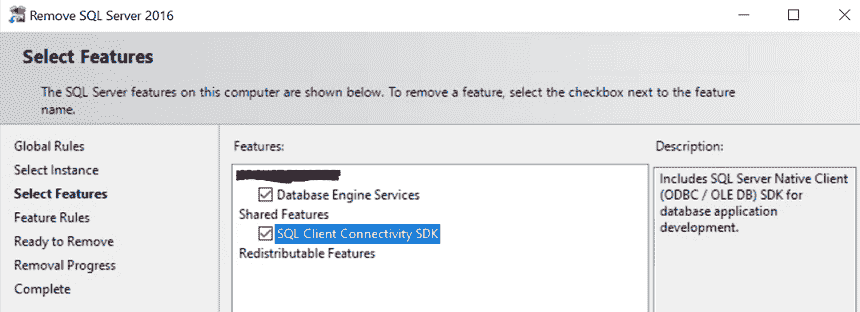 Remove SQL Server 2016
Select Features
The SQL Server features on this computer are shown below. To remove a feature, select the checkbox next to the feature
name.
Global Rules
Select Instance
Select Features
Feature Rules
Ready to Remove
Removal Progress
Complete
Features:
Database Engine Services
Shared Features
SQL Client Connectivity SDK
Redistributable Features
Description:
Includes SQL Server Native Client
(ODBC / OLE DB) SDK for
database application
development.